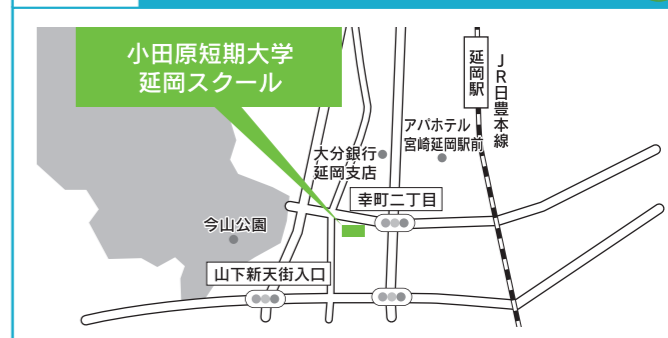 小田原短期大学
延岡スクール
延岡駅
JR日豊本線
アパホテル
宮崎延岡駅前
大分銀行
延岡支店
幸町二丁目
今山公園
山下新天街入口